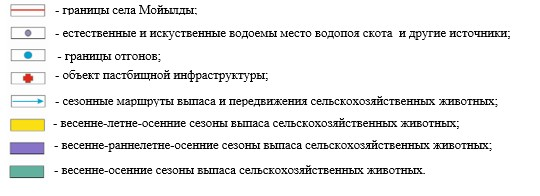 - границы села Мойылды;
- естественные и искуственные водоемы место водопоя скота и другие источники;
- границы отгонов;
- объект пастбищной инфраструктуры;
- сезонные маршруты выпаса и передвижения сельскохозяйственных животных;
- весенне-летне-осенние сезоны выпаса сельскохозяйственных животных;
- весенне-раннелетне-осенние сезоны выпаса сельскохозяйственных животных;
- весенне-осенние сезоны выпаса сельскохозяйственных животных.